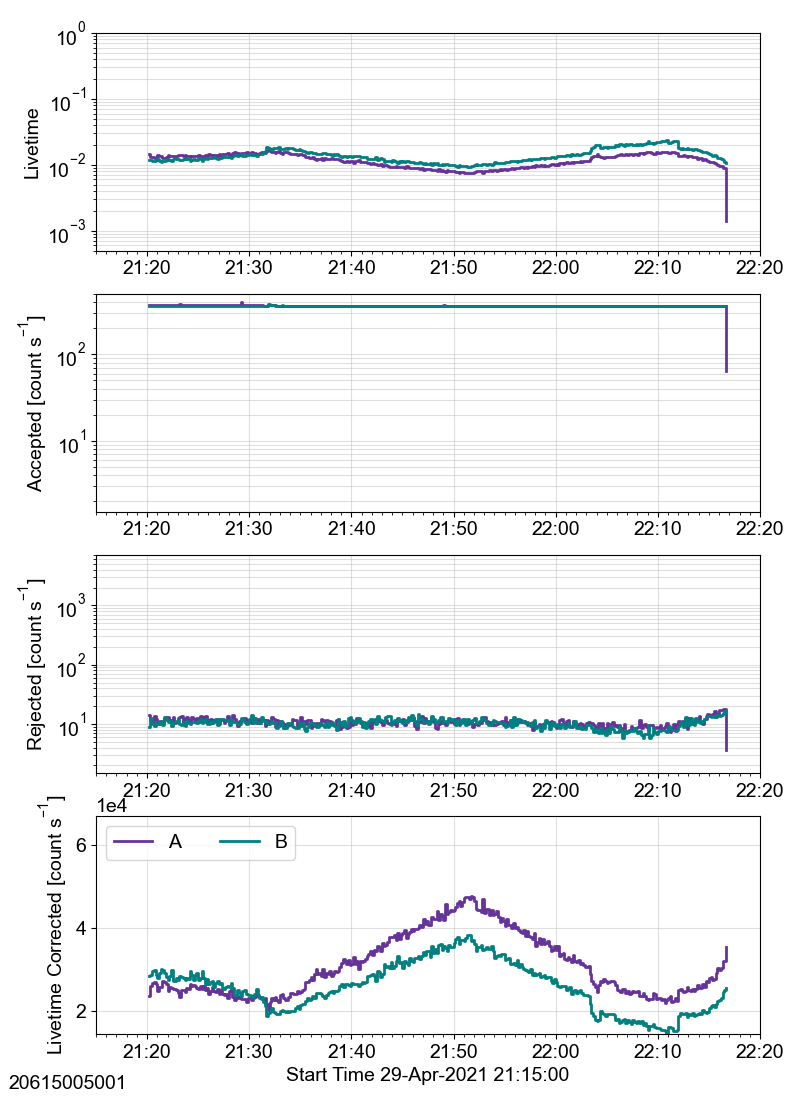 10^0
10^−1
10^−2
10^−3
Livetime
21:20 21:30 21:40 21:50 22:00 22:10 22:20
10^2
10^1
Accepted [count s^−1]
21:20 21:30 21:40 21:50 22:00 22:10 22:20
10^3
10^2
10^1
Rejected [count s^−1]
21:20 21:30 21:40 21:50 22:00 22:10 22:20
1e4
A B
6
4
2
Livetime Corrected [count s^−1]
21:20 21:30 21:40 21:50 22:00 22:10 22:20
Start Time 29-Apr-2021 21:15:00
20615005001